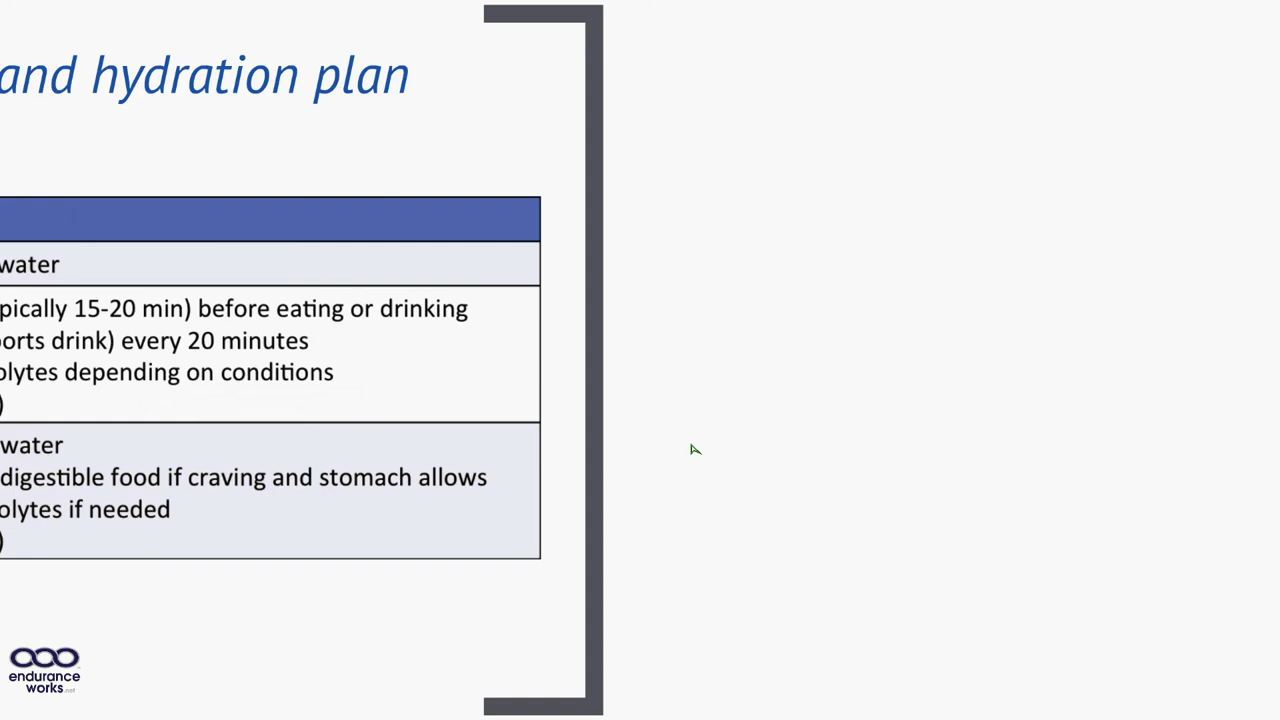 and hydration plan
water
pically 15-20 min) before eating or drinking
orts drink) every 20 minutes
olytes depending on conditions
)
water
digestible food if craving and stomach allows
olytes if needed
)
endurance
works.net